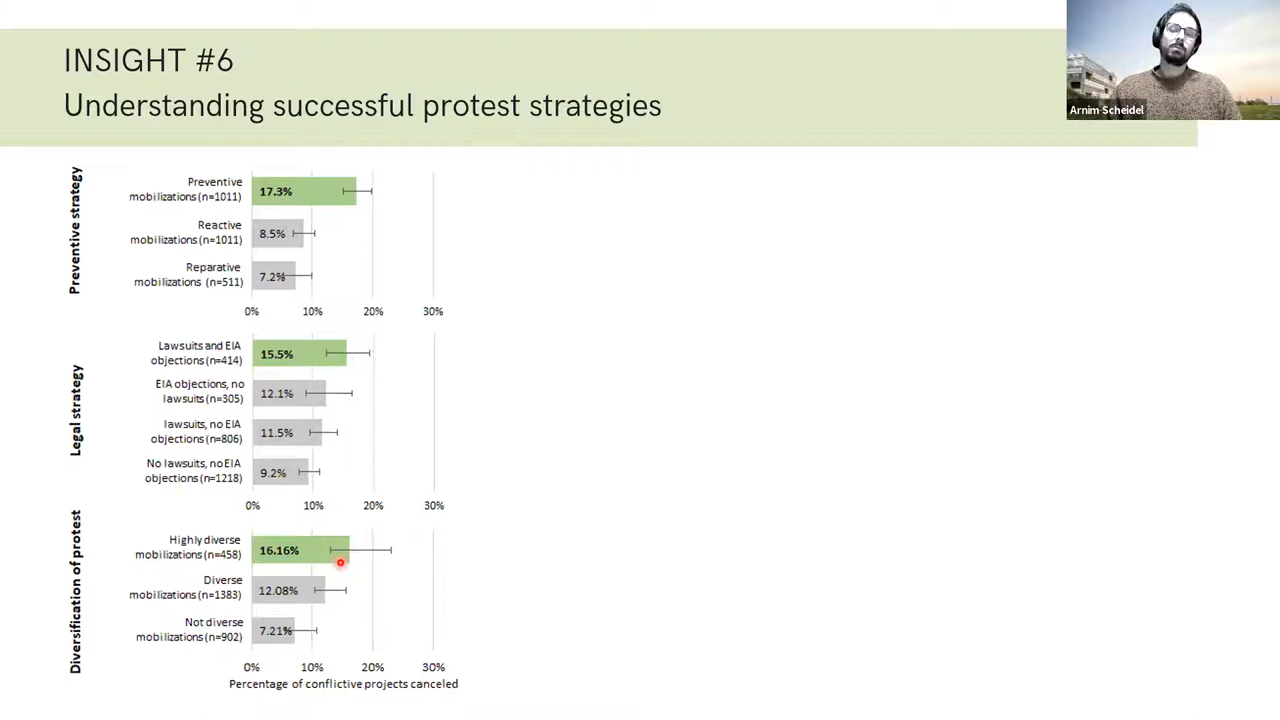 INSIGHT #6
Understanding successful protest strategies
Arnim Scheidel
Preventive strategy
Preventive
mobilizations (n=1011)
17.3%
Reactive
mobilizations (n=1011)
8.5%
Reparative
mobilizations (n=511)
7.2%
0% 10% 20% 30%
Legal strategy
Lawsuits and EIA
objections (n=414)
15.5%
EIA objections, no
lawsuits (n=305)
12.1%
lawsuits, no EIA
objections (n=806)
11.5%
No lawsuits, no EIA
objections (n=1218)
9.2%
0% 10% 20% 30%
Diversification of protest
Highly diverse
mobilizations (n=458)
16.16%
Diverse
mobilizations (n=1383)
12.08%
Not diverse
mobilizations (n=902)
7.21%
0% 10% 20% 30%
Percentage of conflictive projects canceled